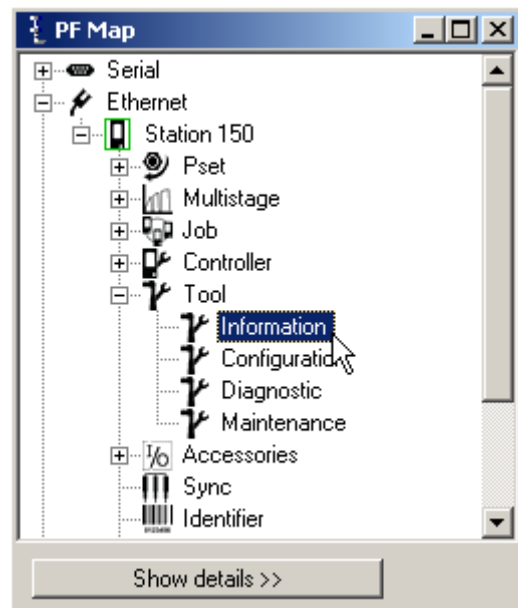 PF Map
Serial
Ethernet
Station 150
Pset
Multistage
Job
Controller
Tool
Information
Configuration
Diagnostic
Maintenance
I/o Accessories
Sync
Identifier
Show details >>